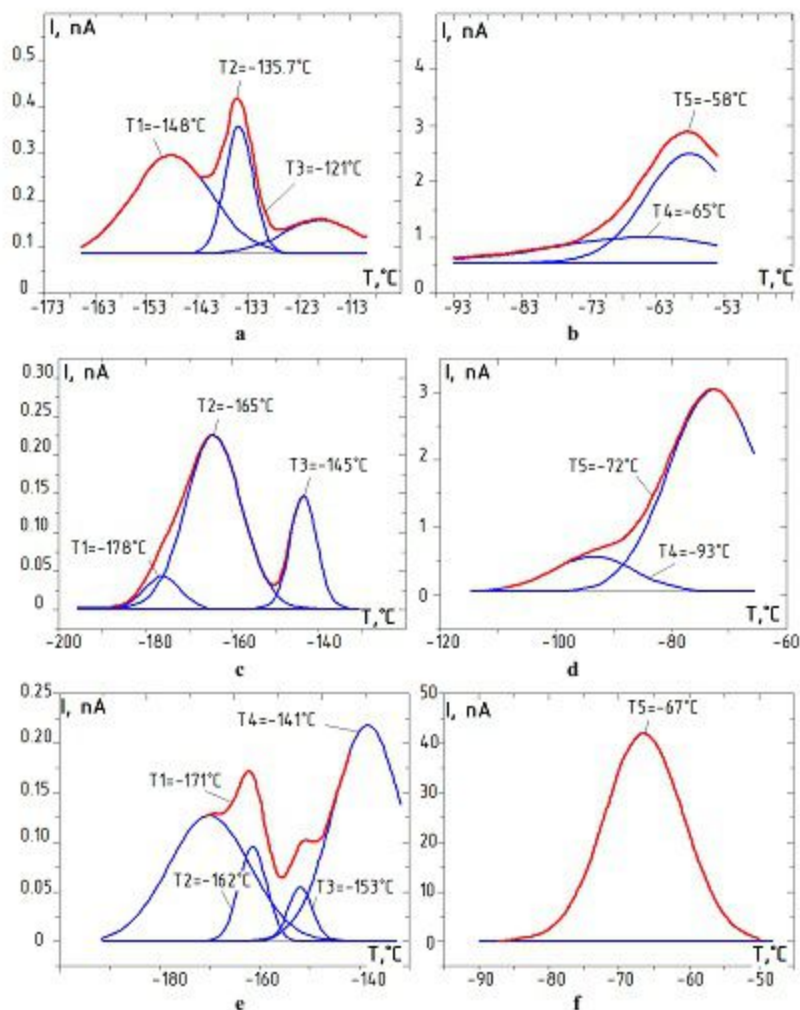 I, nA
0.5
0.4
0.3
0.2
0.1
0
T1=-148°C
T2=-135.7°C
T3=-121°C
T,°C
-173 -163 -153 -143 -133 -123 -113
a
I, nA
4
3
2
1
0
T5=-58°C
T4=-65°C
T,°C
-93 -83 -73 -63 -53
b
I, nA
0.30
0.25
0.20
0.15
0.10
0.05
0
T2=-165°C
T3=-145°C
T1=-178°C
T,°C
-200 -180 -160 -140
c
I, nA
3
2
1
0
T5=-72°C
T4=-93°C
T,°C
-120 -100 -80 -60
d
I, nA
0.25
0.20
0.15
0.10
0.05
0
T4=-141°C
T1=-171°C
T2=-162°C
T3=-153°C
T,°C
-180 -160 -140
e
I, nA
50
40
30
20
10
0
T5=-67°C
T,°C
-90 -80 -70 -60 -50
f